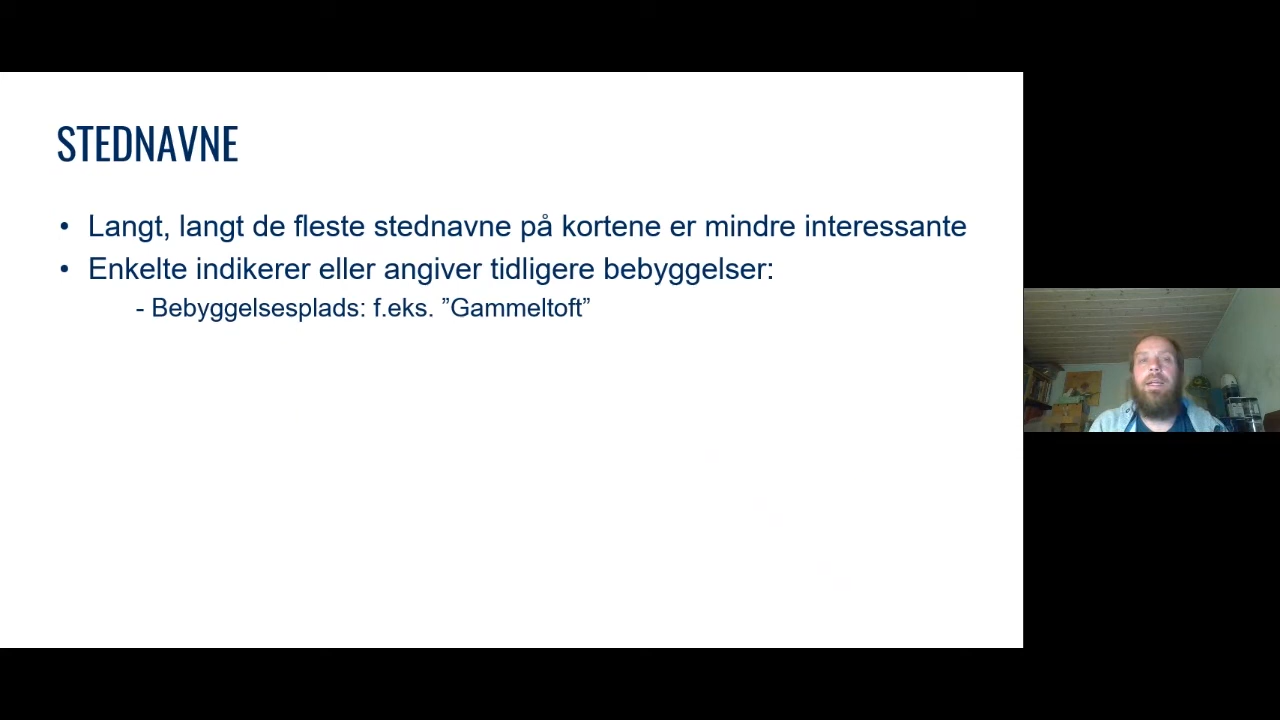 STEDNAVNE
• Langt, langt de fleste stednavne på kortene er mindre interessante
• Enkelte indikerer eller angiver tidligere bebyggelser:
- Bebyggelsesplads: f.eks. ”Gammeltoft”